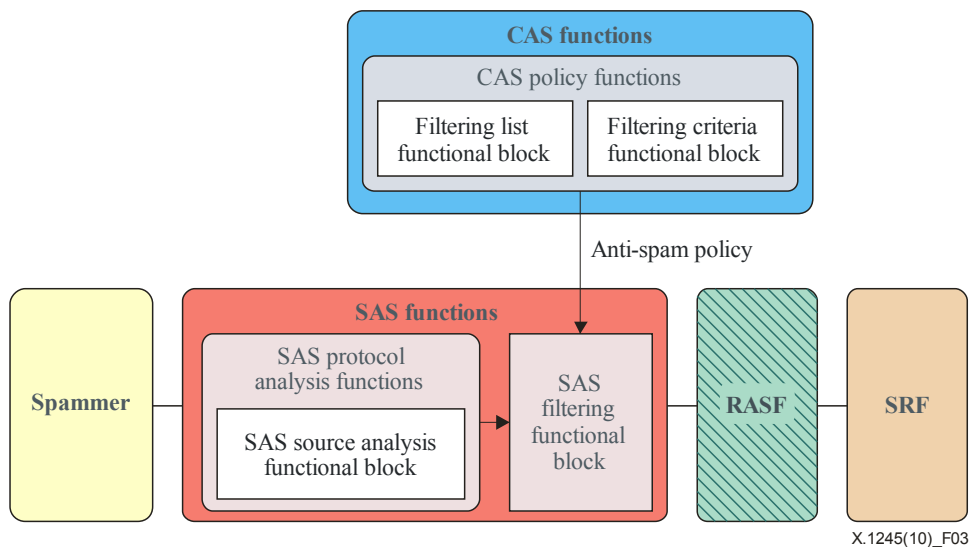 CAS functions
CAS policy functions
Filtering list
functional block
Filtering criteria
functional block
Anti-spam policy
Spammer
SAS functions
SAS protocol
analysis functions
SAS source analysis
functional block
SAS
filtering
functional
block
RASF
SRF
X.1245(10)_F03